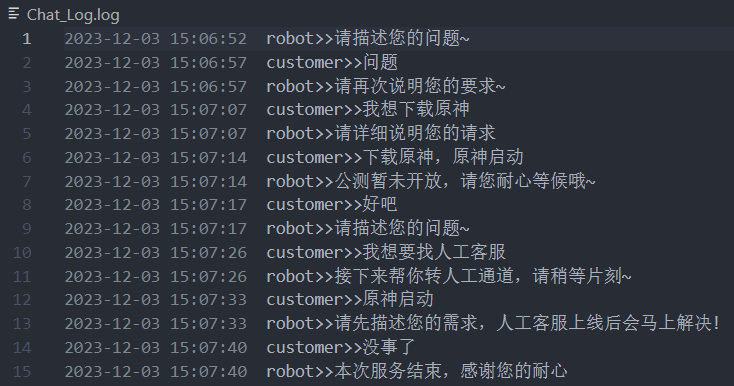 Chat_Log.log
1 2023-12-03 15:06:52 robot>>请描述您的问题~
2 2023-12-03 15:06:57 customer>>问题
3 2023-12-03 15:06:57 robot>>请再次说明您的要求~
4 2023-12-03 15:07:07 customer>>我想下载原神
5 2023-12-03 15:07:07 robot>>请详细说明您的请求
6 2023-12-03 15:07:14 customer>>下载原神，原神启动
7 2023-12-03 15:07:14 robot>>公测暂未开放，请您耐心等候哦~
8 2023-12-03 15:07:17 customer>>好吧
9 2023-12-03 15:07:17 robot>>请描述您的问题~
10 2023-12-03 15:07:26 customer>>我想要找人工客服
11 2023-12-03 15:07:26 robot>>接下来帮你转人工通道，请稍等片刻~
12 2023-12-03 15:07:33 customer>>原神启动
13 2023-12-03 15:07:33 robot>>请先描述您的需求，人工客服上线后会马上解决！
14 2023-12-03 15:07:40 customer>>没事了
15 2023-12-03 15:07:40 robot>>本次服务结束，感谢您的耐心